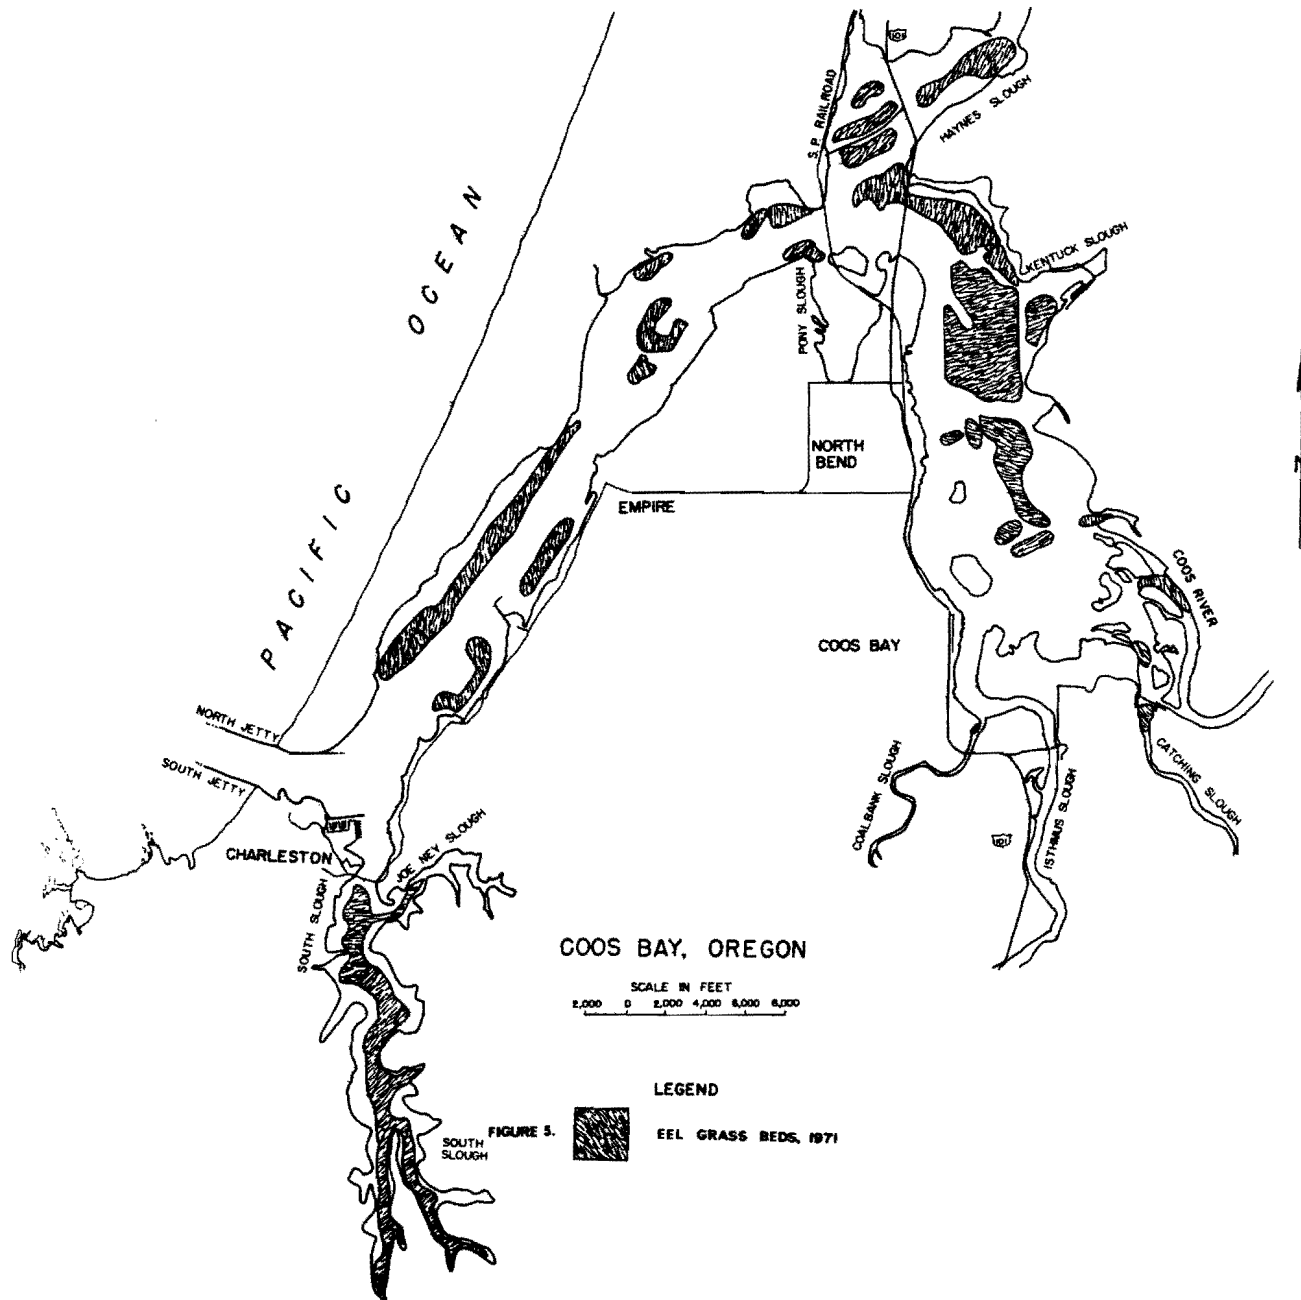 101
S.P. RAILROAD
HAYNES SLOUGH
PACIFIC OCEAN
KENTUCK SLOUGH
PONY SLOUGH
NORTH
BEND
EMPIRE
COOS RIVER
COOS BAY
NORTH JETTY
SOUTH JETTY
COALBANK SLOUGH
ISTHMUS SLOUGH
CATCHING SLOUGH
101
CHARLESTON
JOE NEY SLOUGH
SOUTH SLOUGH
COOS BAY, OREGON
SCALE IN FEET
2,000 0 2,000 4,000 6,000 8,000
LEGEND
FIGURE 5.
EEL GRASS BEDS, 1971
SOUTH
SLOUGH